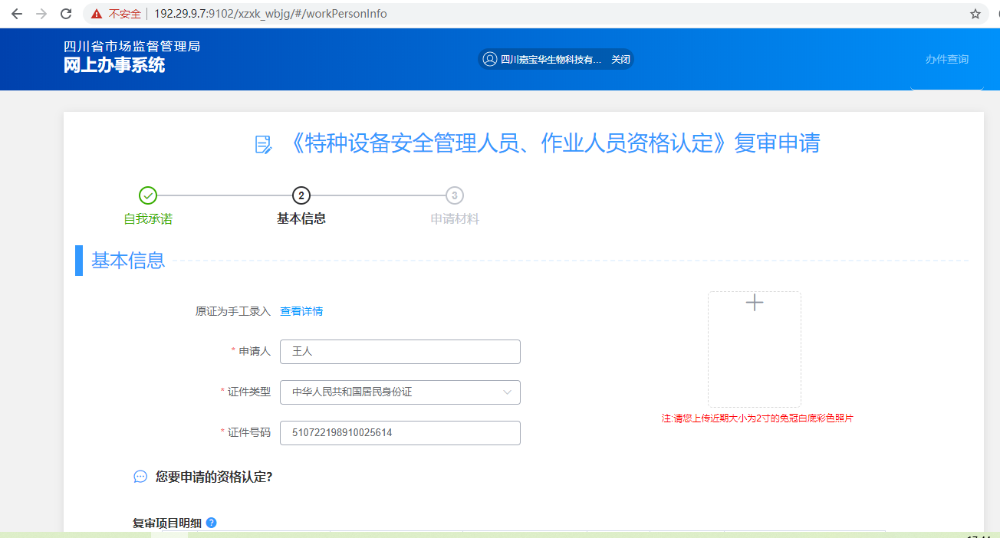 不安全 192.29.9.7:9102/xzxk_wbjg/#/workPersonInfo
四川省市场监督管理局
网上办事系统
四川嘉宝华生物科技有... 关闭
办件查询
《特种设备安全管理人员、作业人员资格认定》复审申请
2 3
自我承诺 基本信息 申请材料
基本信息
原证为手工录入 查看详情
* 申请人 王人
* 证件类型 中华人民共和国居民身份证
* 证件号码 510722198910025614
注:请您上传近期大小为2寸的免冠白底彩色照片
您要申请的资格认定?
复审项目明细 ?